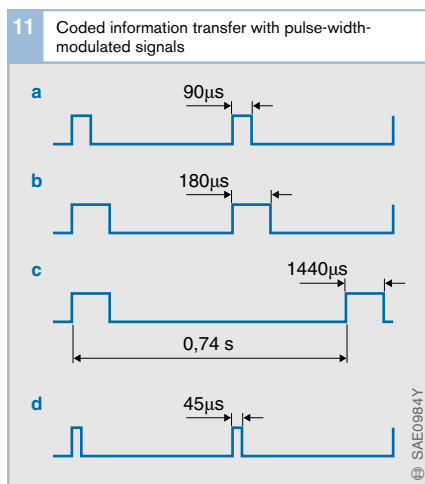 11 Coded information transfer with pulse-width-
modulated signals
a
90µs
b
180µs
c
1440µs
0,74 s
d
45µs
SAE0984Y